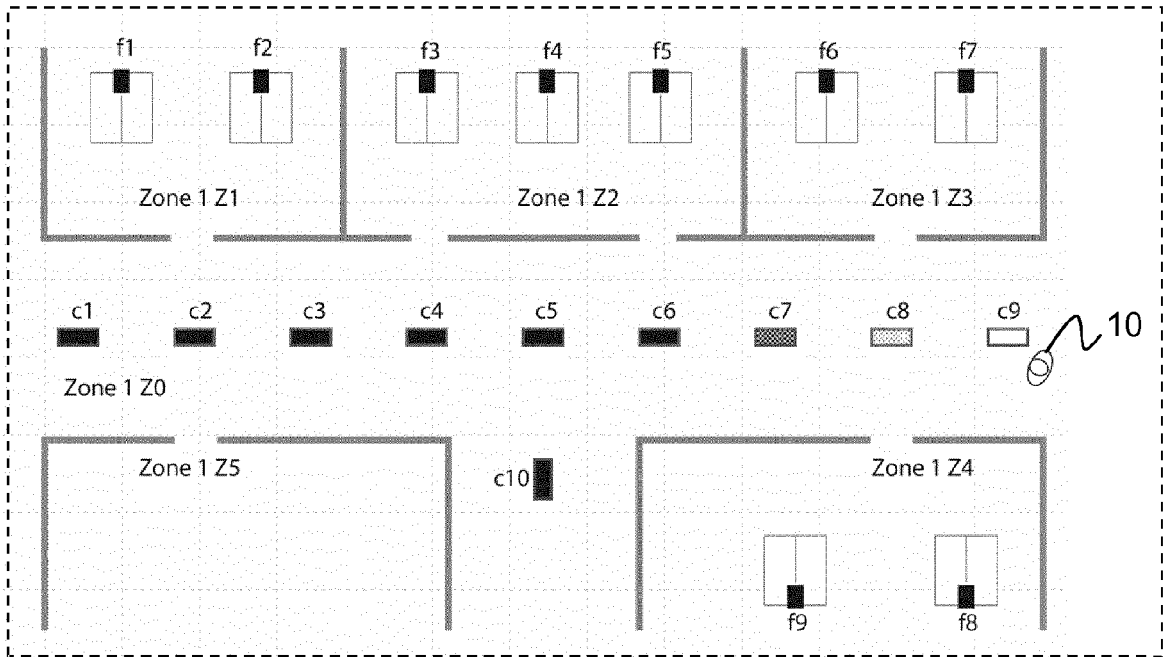 f1 f2 f3 f4 f5 f6 f7
Zone 1 Z1 Zone 1 Z2 Zone 1 Z3
c1 c2 c3 c4 c5 c6 c7 c8 c9
10
Zone 1 Z0
Zone 1 Z5 Zone 1 Z4
c10
f9 f8